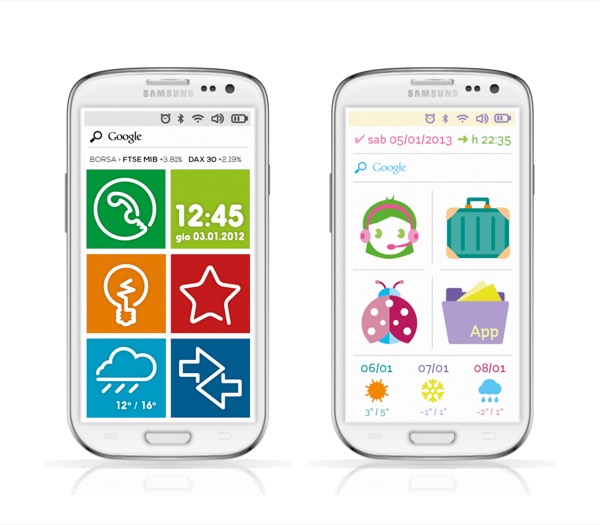 SAMSUNG
Google
BORSA > FTSE MIB +3.81% DAX 30 +2.19%
12:45
gio 03.01.2012
12° / 16°
SAMSUNG
sab 05/01/2013 ➔ h 22:35
Google
App
06/01 07/01 08/01
3° / 5° -1° / 1° -2° / 1°